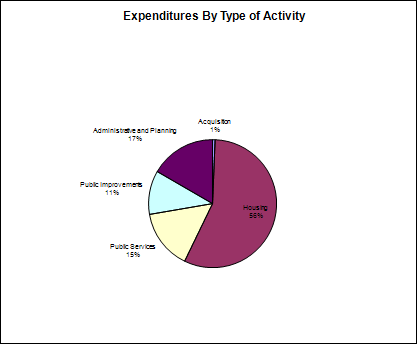 Expenditures By Type of Activity
Acquisition
1%
Administrative and Planning
17%
Public Improvements
11%
Housing
56%
Public Services
15%